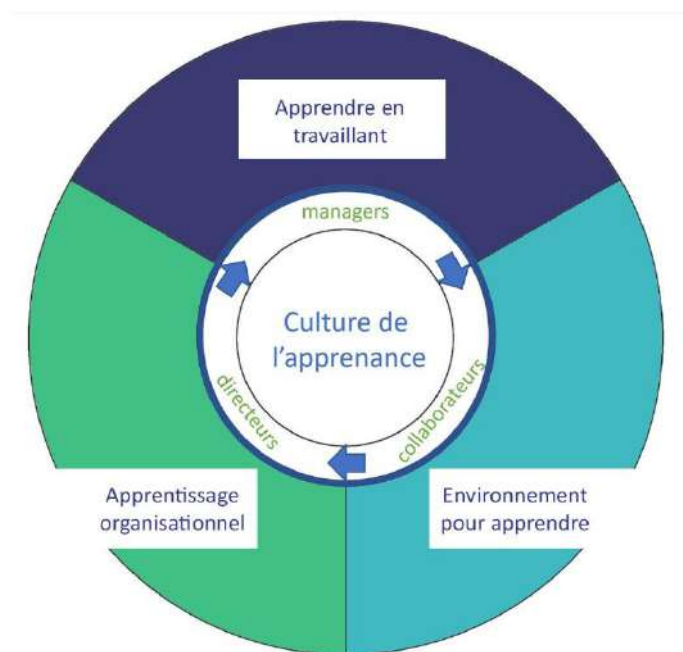 Apprendre en
travaillant
managers
Culture de
l'apprenance
directeurs
collaborateurs
Apprentissage
organisationnel
Environnement
pour apprendre